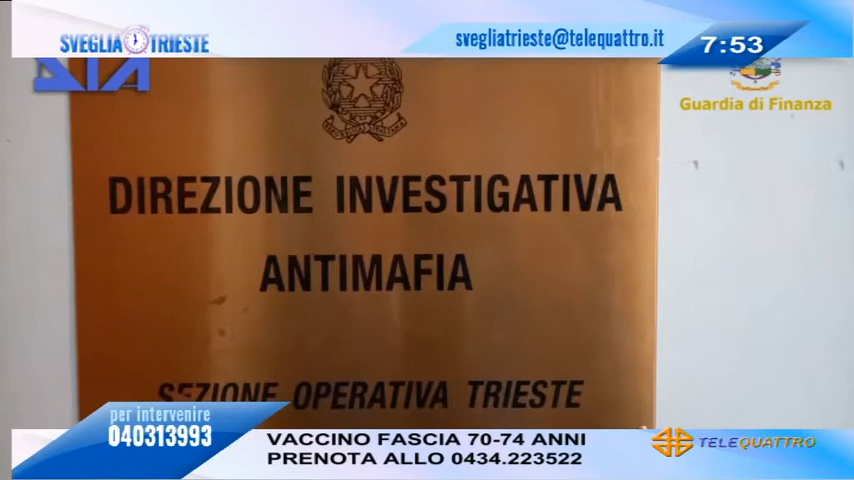 SVEGLIA TRIESTE
svegliatrieste@telequattro.it
7:53
DIA
Guardia di Finanza
DIREZIONE INVESTIGATIVA
ANTIMAFIA
SEZIONE OPERATIVA TRIESTE
per intervenire
040313993
VACCINO FASCIA 70-74 ANNI
PRENOTA ALLO 0434.223522
TELEQUATTRO